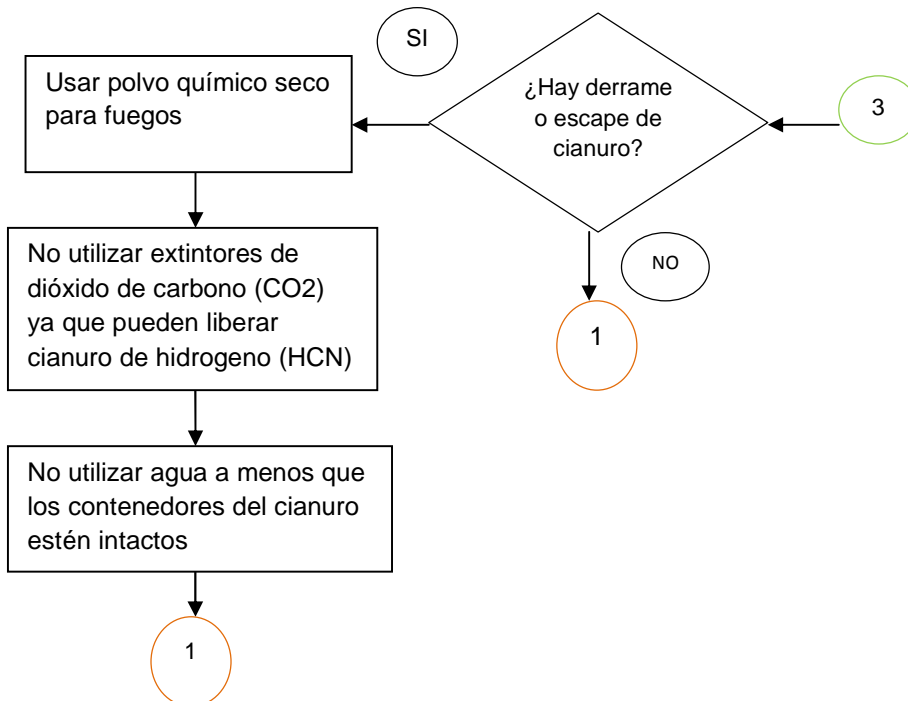 SI
Usar polvo químico seco
para fuegos
¿Hay derrame
o escape de
cianuro?
3
No utilizar extintores de
dióxido de carbono (CO2)
ya que pueden liberar
cianuro de hidrogeno (HCN)
NO
1
No utilizar agua a menos que
los contenedores del cianuro
estén intactos
1